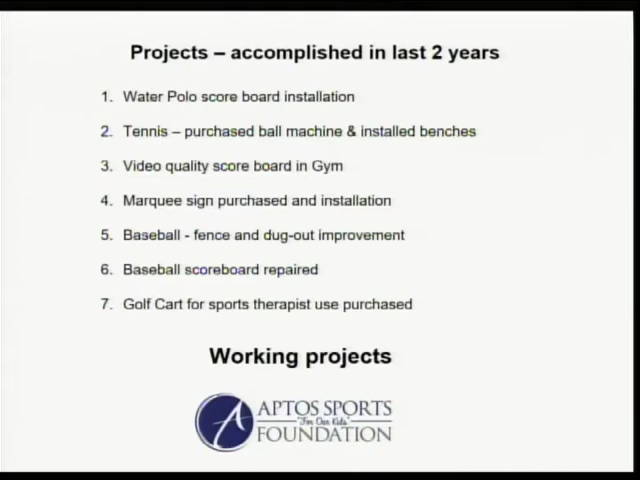 Projects – accomplished in last 2 years
1. Water Polo score board installation
2. Tennis – purchased ball machine & installed benches
3. Video quality score board in Gym
4. Marquee sign purchased and installation
5. Baseball - fence and dug-out improvement
6. Baseball scoreboard repaired
7. Golf Cart for sports therapist use purchased
Working projects
A
APTOS SPORTS
"For Our Kids"
FOUNDATION